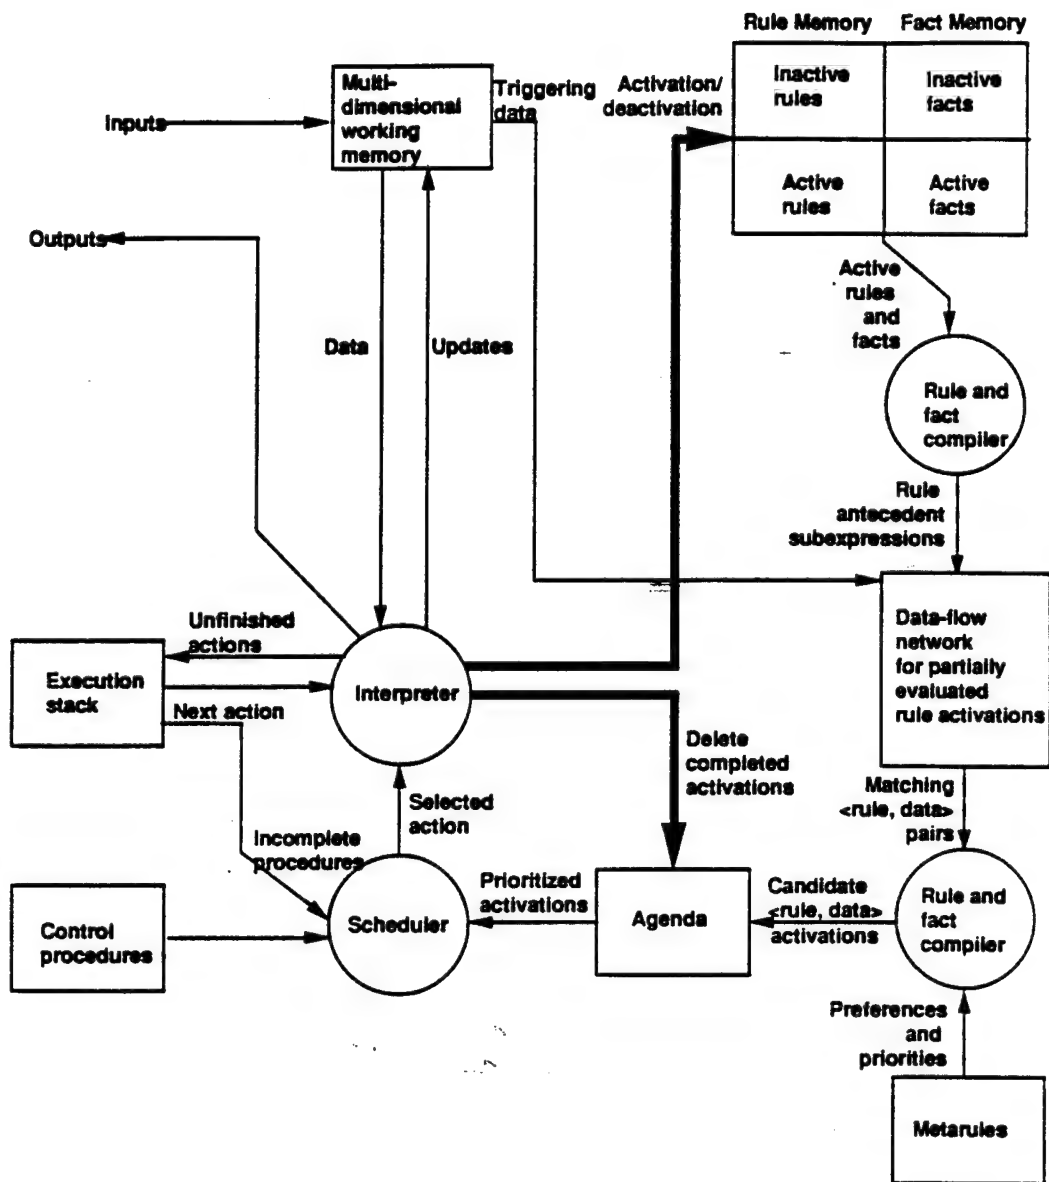 Rule Memory
Fact Memory
Inactive
rules
Inactive
facts
Active
rules
Active
facts
Activation/
deactivation
Multi-
dimensional
working
memory
Triggering
data
Inputs
Outputs
Data
Updates
Active
rules
and
facts
Rule and
fact
compiler
Rule
antecedent
subexpressions
Data-flow
network
for partially
evaluated
rule activations
Unfinished
actions
Execution
stack
Next action
Interpreter
Delete
completed
activations
Selected
action
Incomplete
procedures
Matching
<rule, data>
pairs
Control
procedures
Scheduler
Prioritized
activations
Agenda
Candidate
<rule, data>
activations
Rule and
fact
compiler
Preferences
and
priorities
Metarules